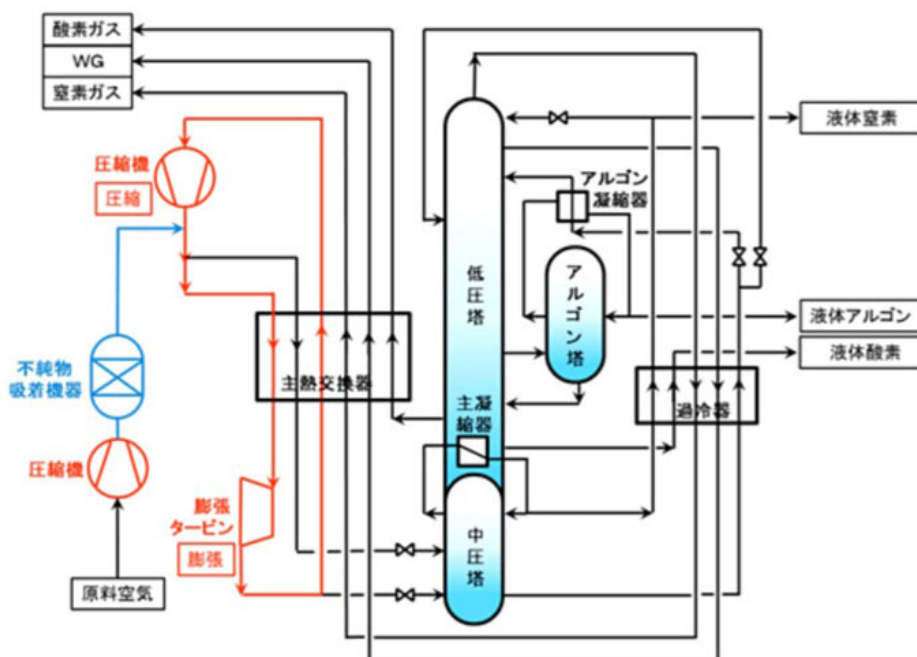 酸素ガス
WG
窒素ガス
液体窒素
圧縮機
圧縮
アルゴン
凝縮器
低圧塔
アルゴン塔
液体アルゴン
液体酸素
不純物
吸着機器
主熱交換器
主凝
縮器
過冷器
圧縮機
膨張
タービン
膨張
中圧塔
原料空気